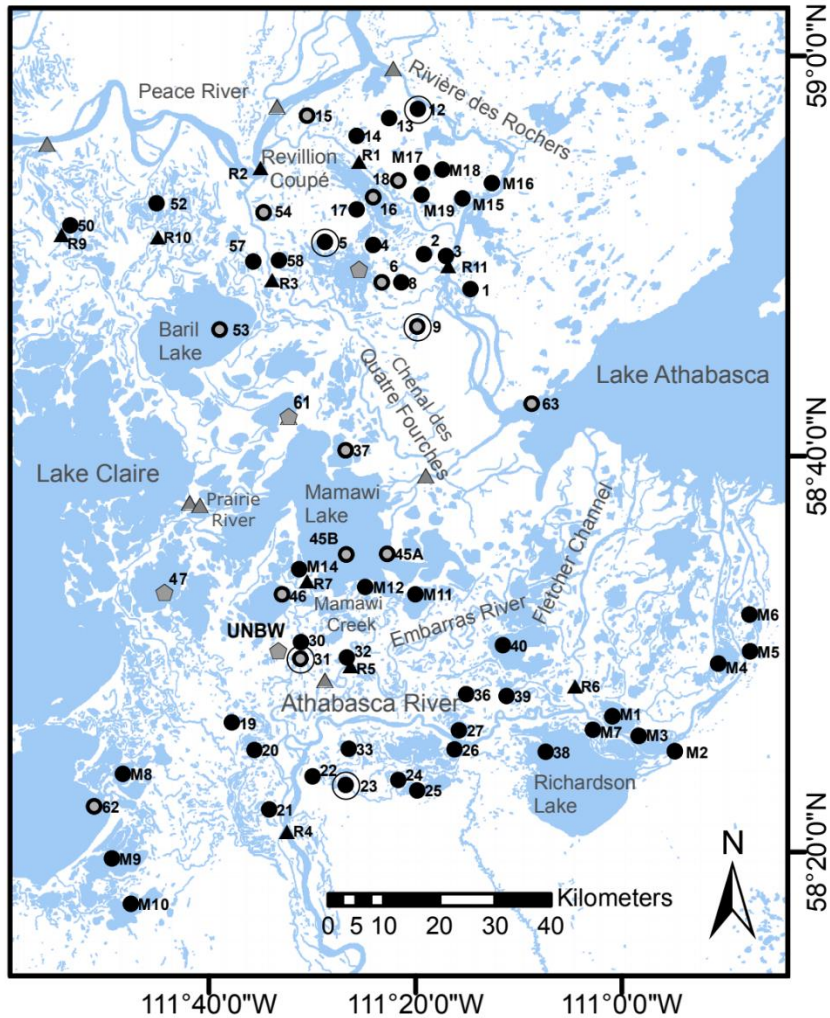 Peace River
Rivière des Rochers
59°0'0"N
15
12
13
14
R1
Revillion
Coupé
R2
M17
M18
18
M16
16
M19
M15
17
54
52
50
R9
R10
5
4
2
3
R11
57
58
R3
6
8
1
Baril
Lake
53
9
Chenal des
Quatre Fourches
Lake Athabasca
63
61
37
58°40'0"N
Lake Claire
Prairie
River
Mamawi
Lake
45B
45A
47
M14
R7
46
M12
M11
Mamawi
Creek
Embarras River
Fletcher Channel
M6
UNBW
30
31
32
R5
40
M5
M4
Athabasca River
36
39
R6
19
27
M1
M7
M3
20
33
26
38
M2
M8
22
23
24
25
Richardson
Lake
62
21
R4
58°20'0"N
M9
M10
N
Kilometers
0 5 10 20 30 40
111°40'0"W
111°20'0"W
111°0'0"W